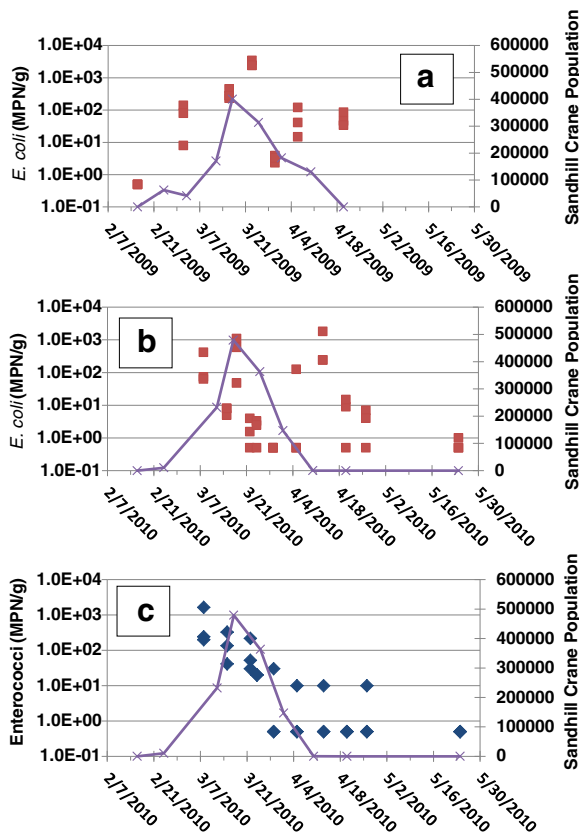 a
E. coli (MPN/g)
1.0E+04
1.0E+03
1.0E+02
1.0E+01
1.0E+00
1.0E-01
600000
500000
400000
300000
200000
100000
0
Sandhill Crane Population
2/7/2009
2/21/2009
3/7/2009
3/21/2009
4/4/2009
4/18/2009
5/2/2009
5/16/2009
5/30/2009
b
E. coli (MPN/g)
1.0E+04
1.0E+03
1.0E+02
1.0E+01
1.0E+00
1.0E-01
600000
500000
400000
300000
200000
100000
0
Sandhill Crane Population
2/7/2010
2/21/2010
3/7/2010
3/21/2010
4/4/2010
4/18/2010
5/2/2010
5/16/2010
5/30/2010
c
Enterococci (MPN/g)
1.0E+04
1.0E+03
1.0E+02
1.0E+01
1.0E+00
1.0E-01
600000
500000
400000
300000
200000
100000
0
Sandhill Crane Population
2/7/2010
2/21/2010
3/7/2010
3/21/2010
4/4/2010
4/18/2010
5/2/2010
5/16/2010
5/30/2010